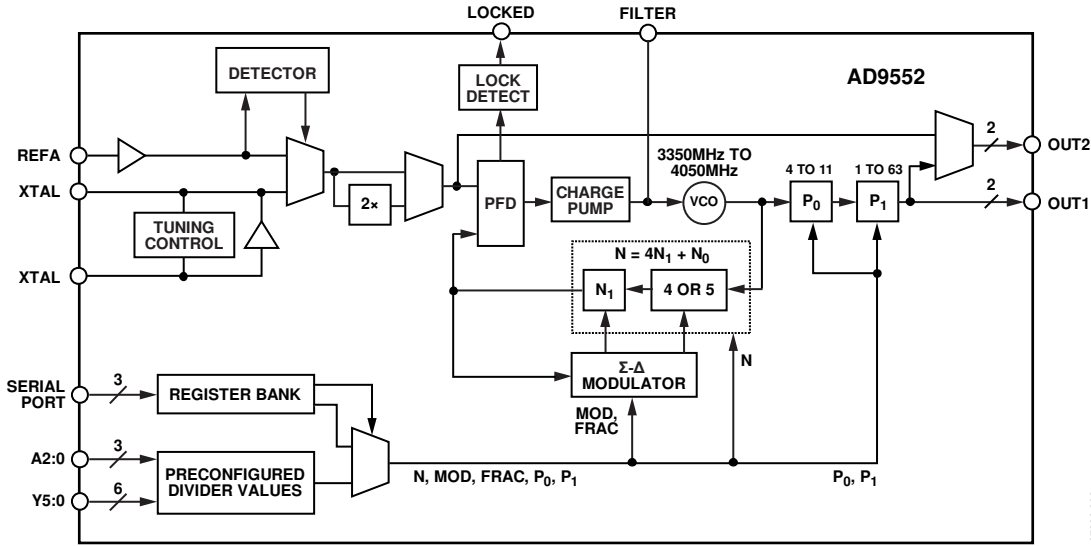 LOCKED
FILTER
DETECTOR
LOCK
DETECT
AD9552
REFA
XTAL
TUNING
CONTROL
XTAL
2×
PFD
CHARGE
PUMP
3350MHz TO
4050MHz
VCO
4 TO 11
P0
1 TO 63
P1
2
OUT2
2
OUT1
N = 4N1 + N0
N1
4 OR 5
Σ-Δ
MODULATOR
N
MOD,
FRAC
SERIAL
PORT
3
REGISTER BANK
A2:0
3
Y5:0
6
PRECONFIGURED
DIVIDER VALUES
N, MOD, FRAC, P0, P1
P0, P1